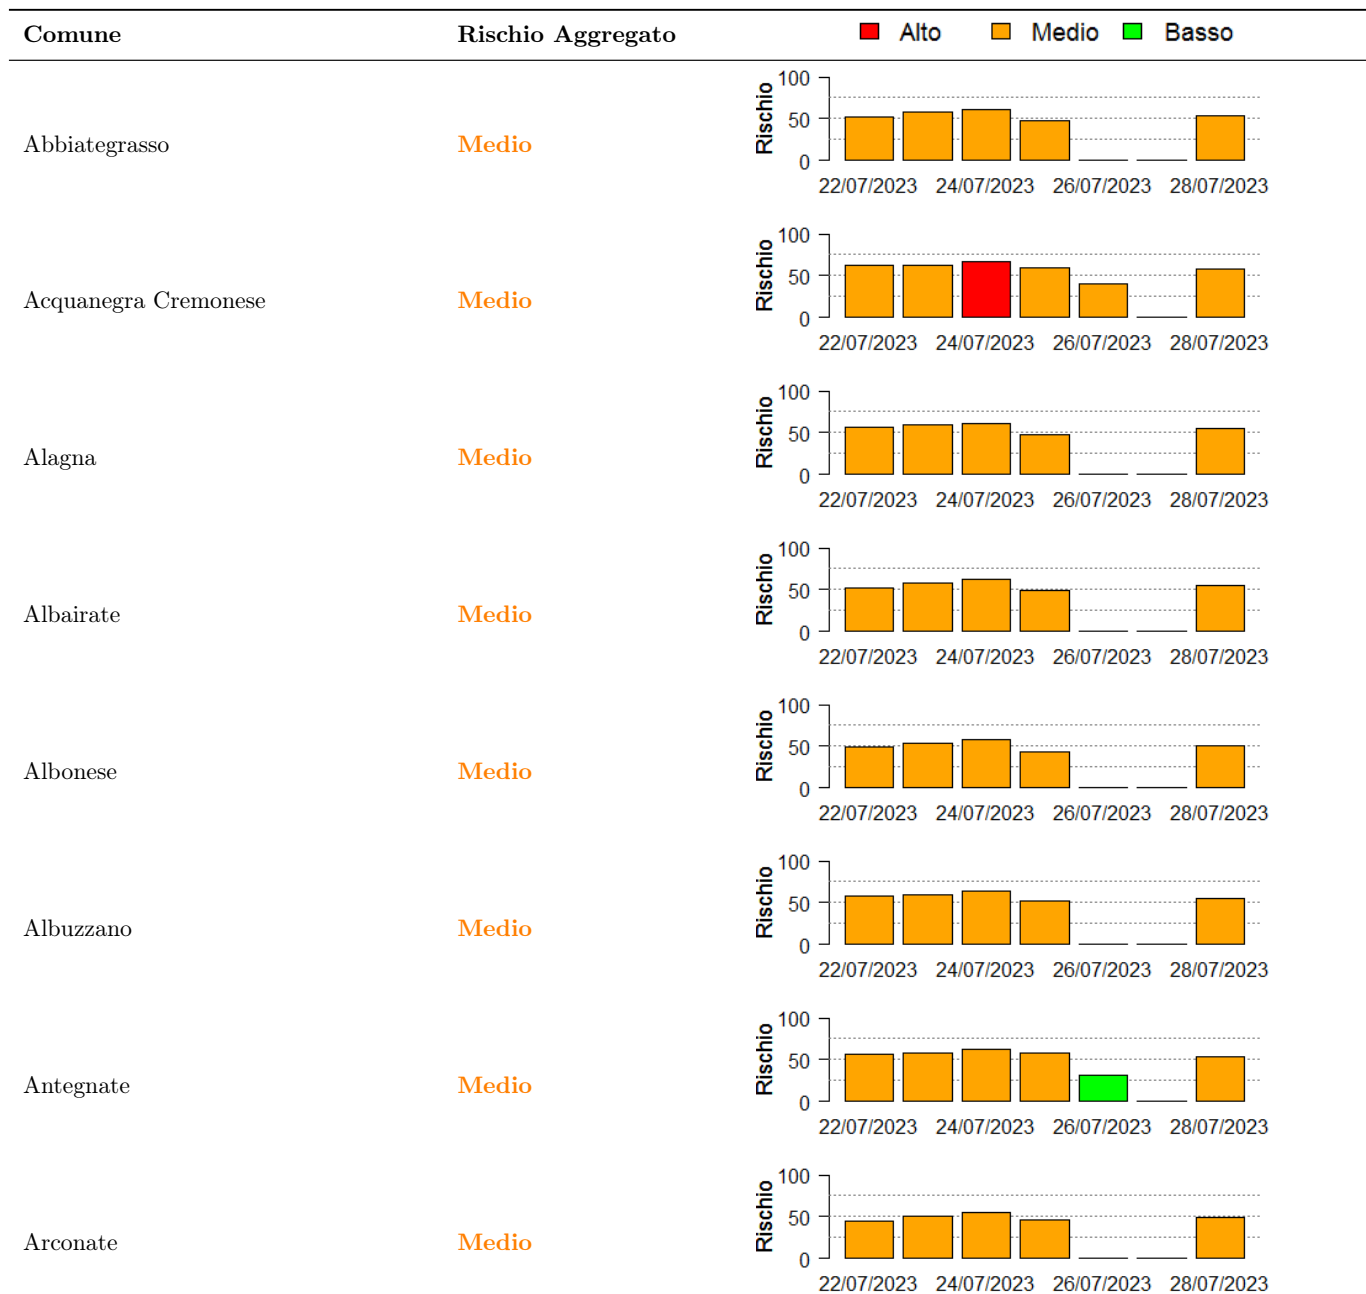 Comune Rischio Aggregato Alto Medio Basso
Abbiategrasso Medio
Rischio
100
50
0
22/07/2023 24/07/2023 26/07/2023 28/07/2023
Acquanegra Cremonese Medio
Rischio
100
50
0
22/07/2023 24/07/2023 26/07/2023 28/07/2023
Alagna Medio
Rischio
100
50
0
22/07/2023 24/07/2023 26/07/2023 28/07/2023
Albairate Medio
Rischio
100
50
0
22/07/2023 24/07/2023 26/07/2023 28/07/2023
Albonese Medio
Rischio
100
50
0
22/07/2023 24/07/2023 26/07/2023 28/07/2023
Albuzzano Medio
Rischio
100
50
0
22/07/2023 24/07/2023 26/07/2023 28/07/2023
Antegnate Medio
Rischio
100
50
0
22/07/2023 24/07/2023 26/07/2023 28/07/2023
Arconate Medio
Rischio
100
50
0
22/07/2023 24/07/2023 26/07/2023 28/07/2023